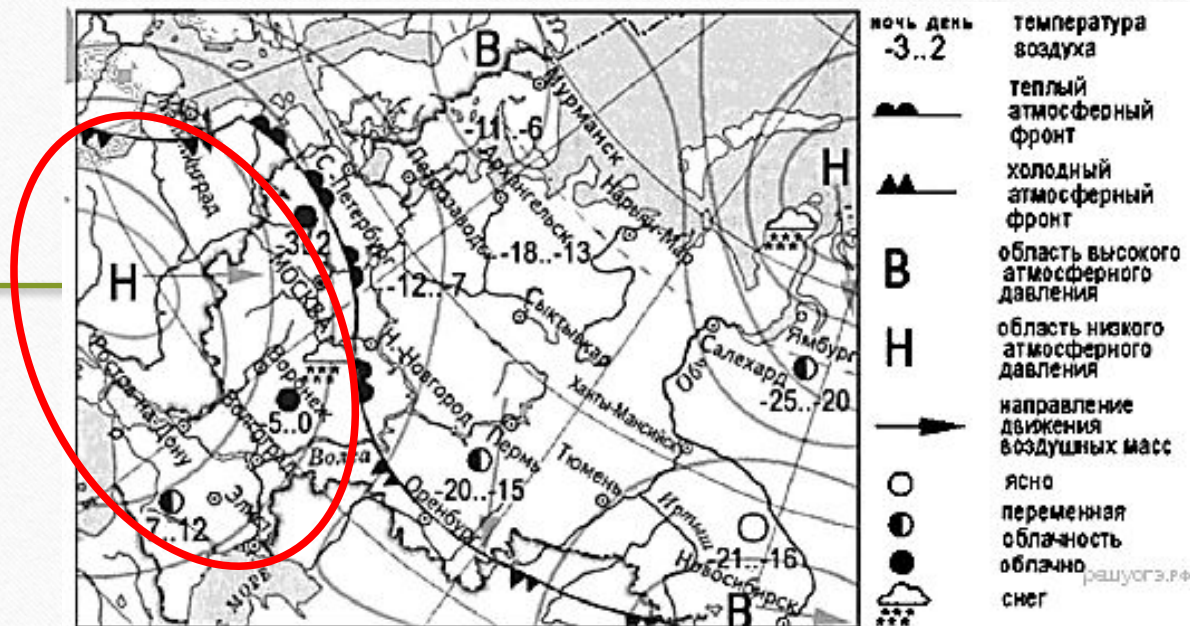 В
Мурманск
-11..-6
Архангельск
Нарьян-Мар
Н
С.-Петербург
Петрозаводск
-18..-13
-3..2
МОСКВА
-12..-7
Сыктывкар
Н
Ямбург
Салехард
Обь
-25..-20
Ростов-на-Дону
Воронеж
Н.-Новгород
Ханты-Мансийск
-5..0
Волгоград
Пермь
Волга
Тюмень
-20..-15
Оренбург
Иртыш
7..12
Элиста
-21..-16
Новосибирск
МОРЕ
В
ночь день
-3..2
температура
воздуха
теплый
атмосферный
фронт
холодный
атмосферный
фронт
В
область высокого
атмосферного
давления
Н
область низкого
атмосферного
давления
направление
движения
воздушных масс
ясно
переменная
облачность
облачно
решуогэ.рф
снег